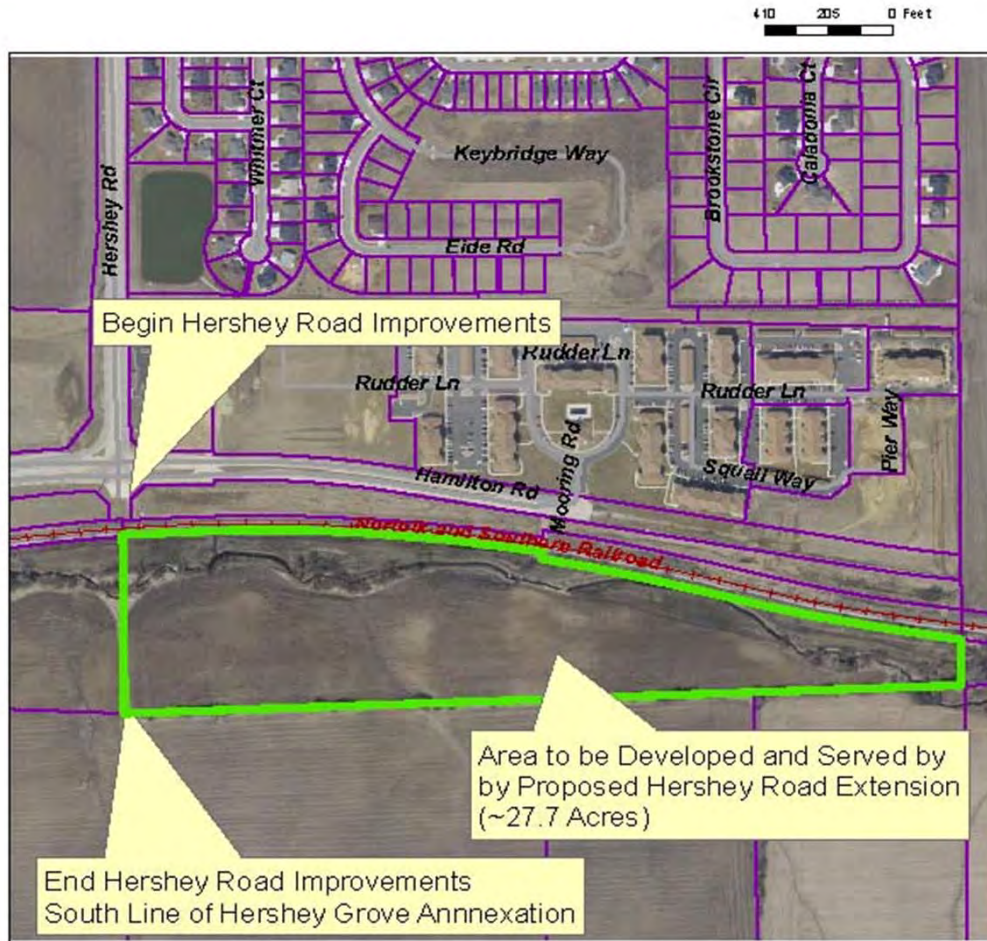 410 205 0 Feet
Hershey Rd
Whitmer Ct
Keybridge Way
Eide Rd
Brookstone Cir
Caladonia Ct
Begin Hershey Road Improvements
Rudder Ln
Rudder Ln
Rudder Ln
Pier Way
Squall Way
Mooring Rd
Hamilton Rd
Norfolk and Southern Railroad
Area to be Developed and Served by
by Proposed Hershey Road Extension
(~27.7 Acres)
End Hershey Road Improvements
South Line of Hershey Grove Annnexation